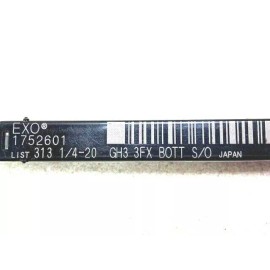 EXO®
1752601
LIST 313 1/4-20 GH3 3FX BOTT S/O JAPAN